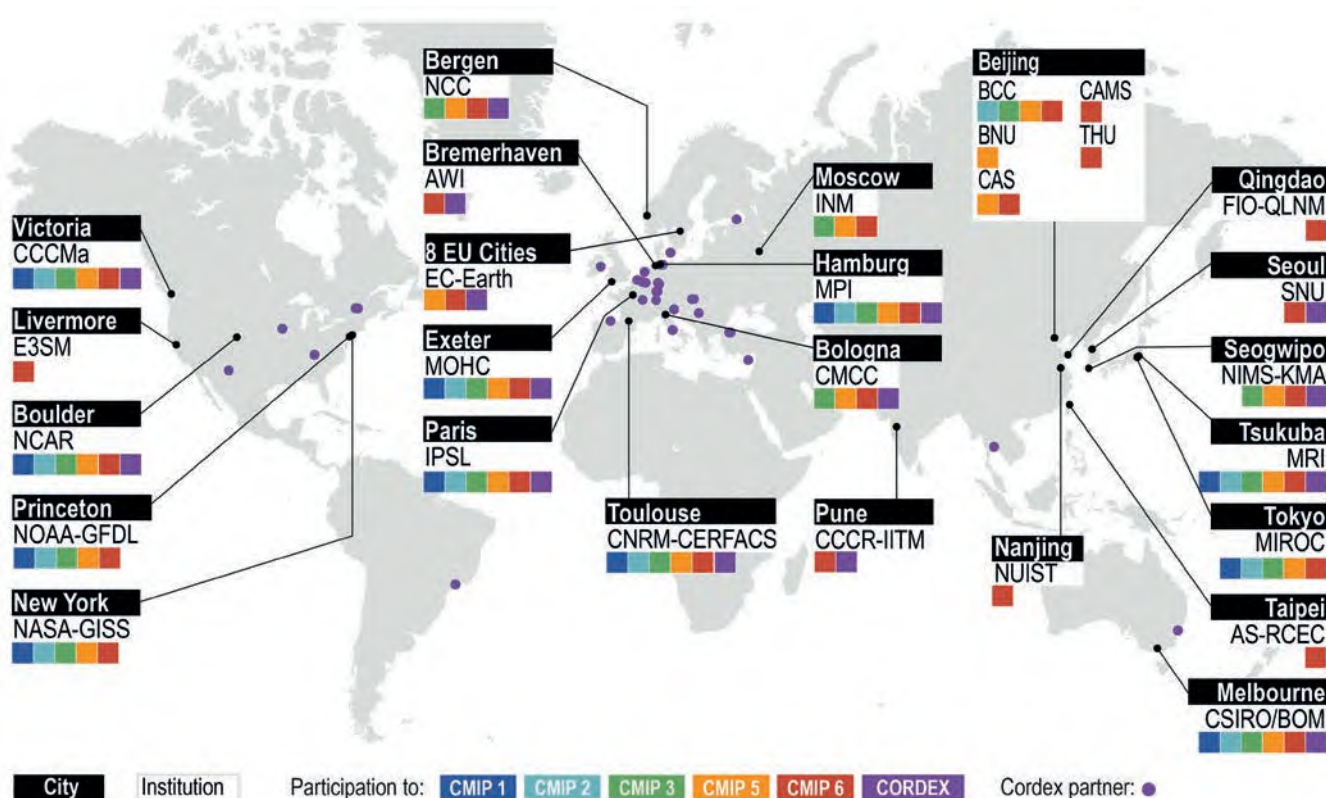 Victoria
CCCMa
Livermore
E3SM
Boulder
NCAR
Princeton
NOAA-GFDL
New York
NASA-GISS
Bergen
NCC
Bremerhaven
AWI
8 EU Cities
EC-Earth
Exeter
MOHC
Paris
IPSL
Toulouse
CNRM-CERFACS
Moscow
INM
Hamburg
MPI
Bologna
CMCC
Pune
CCCR-IITM
Beijing
BCC CAMS
BNU THU
CAS
Nanjing
NUIST
Qingdao
FIO-QLNM
Seoul
SNU
Seogwipo
NIMS-KMA
Tsukuba
MRI
Tokyo
MIROC
Taipei
AS-RCEC
Melbourne
CSIRO/BOM
City Institution Participation to: CMIP 1 CMIP 2 CMIP 3 CMIP 5 CMIP 6 CORDEX Cordex partner: